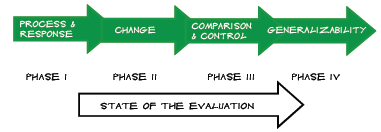 PROCESS &
RESPONSE
CHANGE
COMPARISON
& CONTROL
GENERALIZABILITY
PHASE I
PHASE II
PHASE III
PHASE IV
STATE OF THE EVALUATION